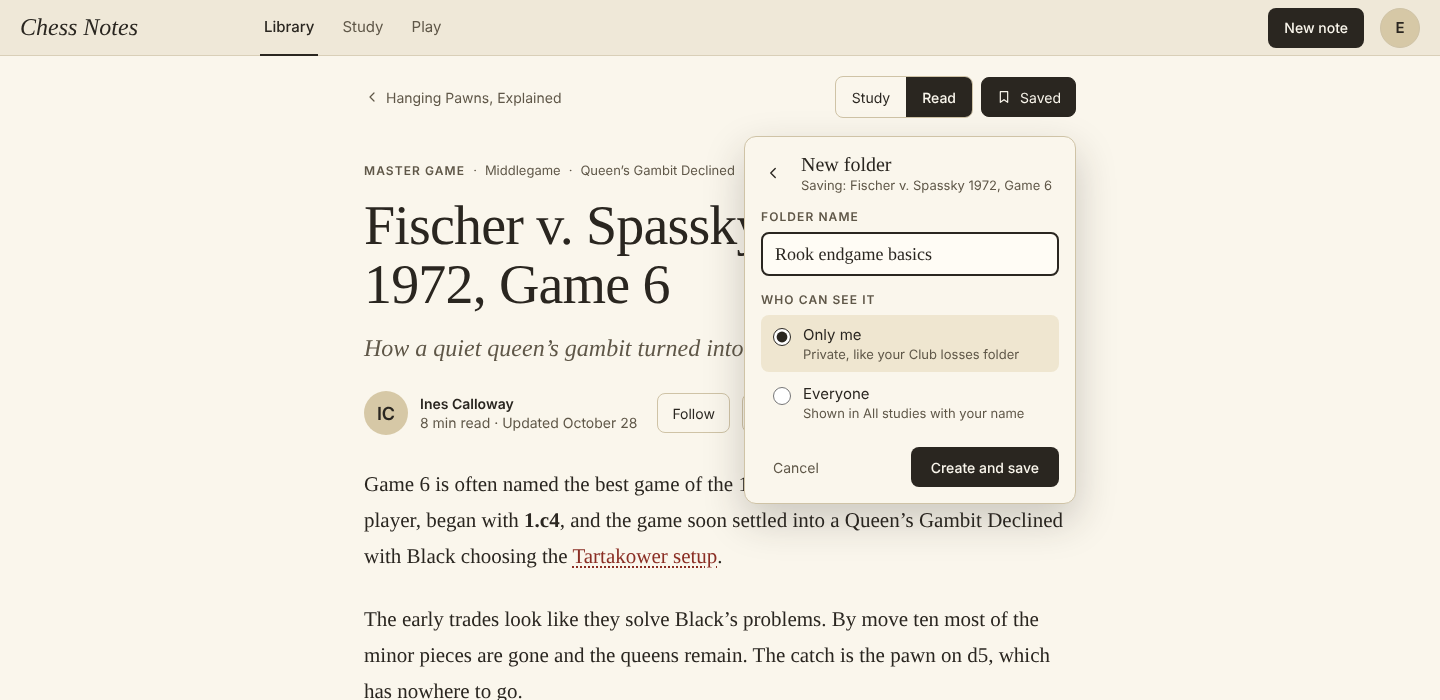 Chess Notes
Library
Study
Play
New note
E
Hanging Pawns, Explained
Study
Read
Saved
MASTER GAME · Middlegame · Queen’s Gambit Declined
Fischer v. Spassky
1972, Game 6
How a quiet queen’s gambit turned into
IC
Ines Calloway
8 min read · Updated October 28
Follow
New folder
Saving: Fischer v. Spassky 1972, Game 6
FOLDER NAME
Rook endgame basics
WHO CAN SEE IT
Only me
Private, like your Club losses folder
Everyone
Shown in All studies with your name
Cancel
Create and save
Game 6 is often named the best game of the
player, began with 1.c4, and the game soon settled into a Queen’s Gambit Declined
with Black choosing the Tartakower setup.
The early trades look like they solve Black’s problems. By move ten most of the
minor pieces are gone and the queens remain. The catch is the pawn on d5, which
has nowhere to go.